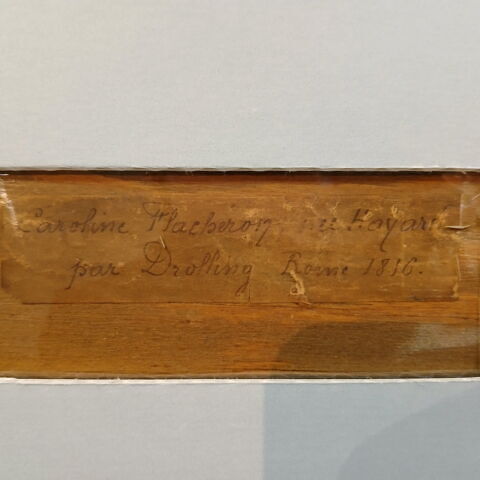 Caroline Flacheron, née Hayard
par Drolling Rome 1816.